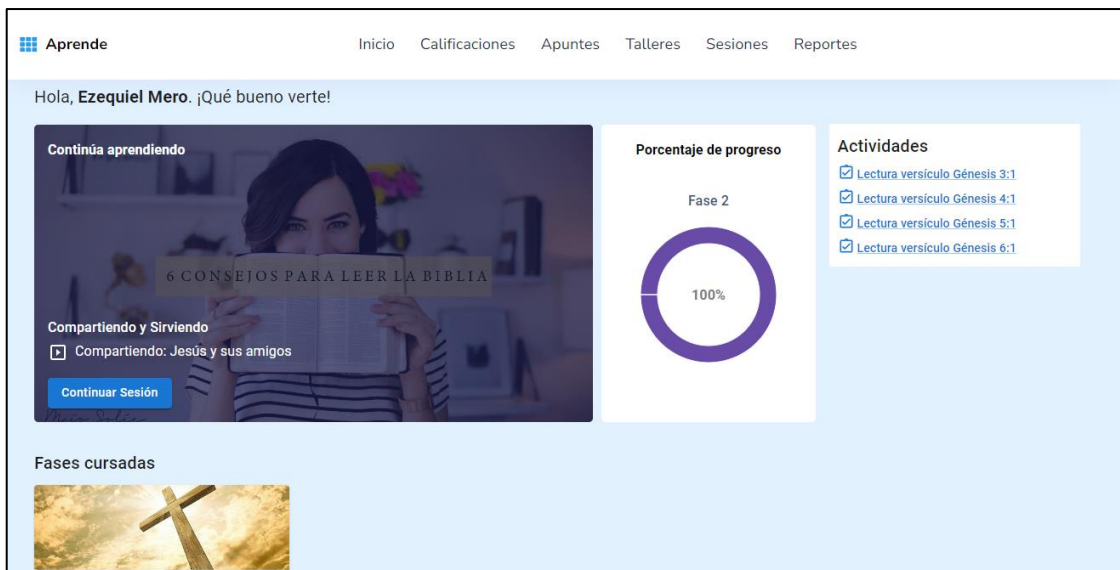 Aprende
Inicio Calificaciones Apuntes Talleres Sesiones Reportes
Hola, Ezequiel Mero. ¡Qué bueno verte!
Continúa aprendiendo
6 CONSEJOS PARA LEER LA BIBLIA
Compartiendo y Sirviendo
Compartiendo: Jesús y sus amigos
Continuar Sesión
Porcentaje de progreso
Fase 2
100%
Actividades
Lectura versículo Génesis 3:1
Lectura versículo Génesis 4:1
Lectura versículo Génesis 5:1
Lectura versículo Génesis 6:1
Fases cursadas